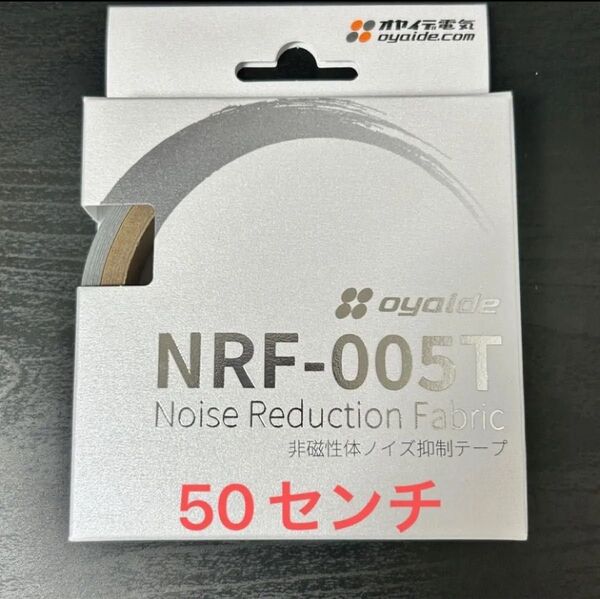 オヤイデ電気
oyaide.com
oyaide
NRF-005T
Noise Reduction Fabric
非磁性体ノイズ抑制テープ
50センチ